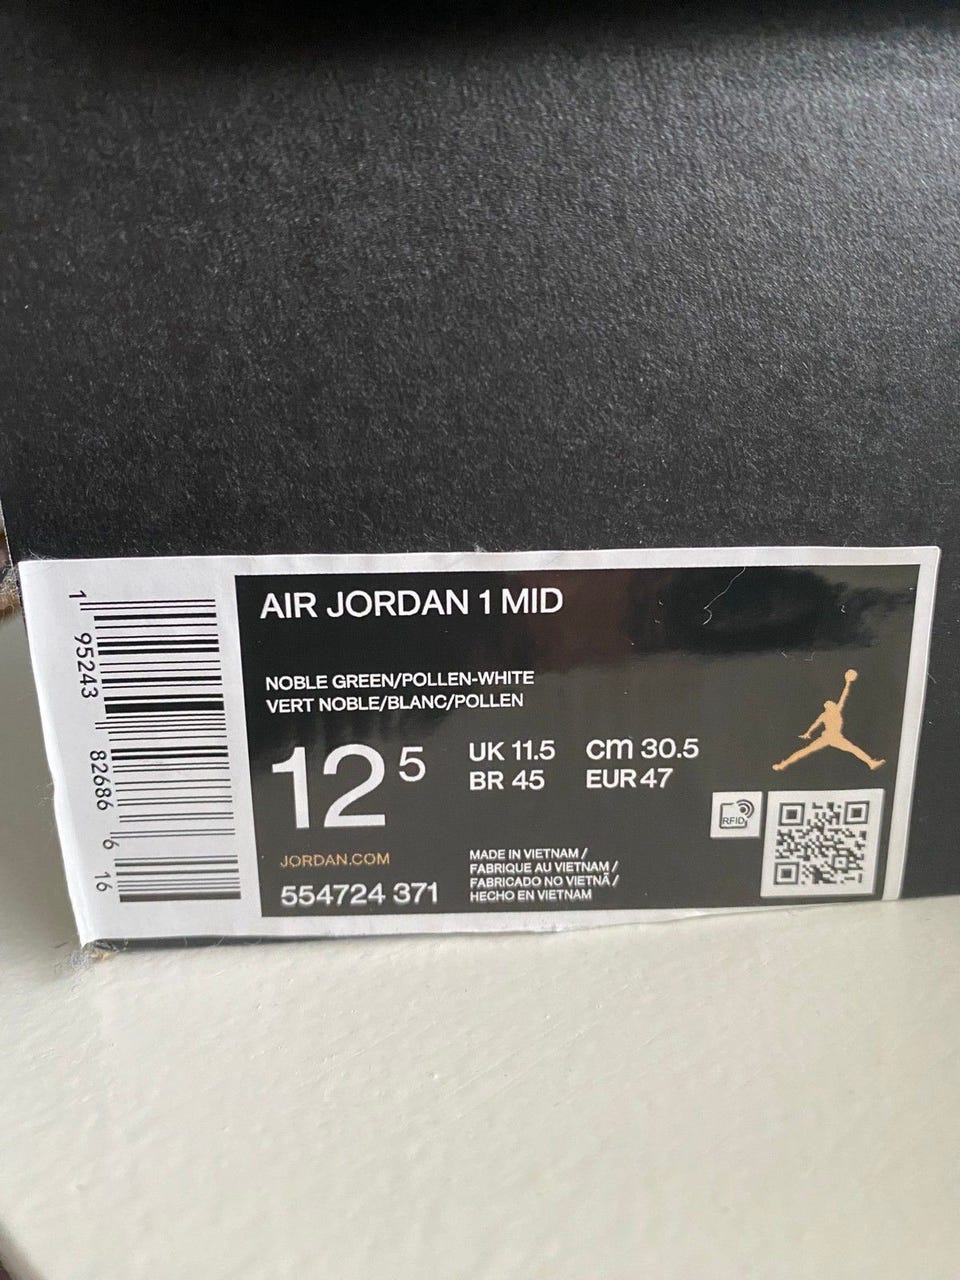 AIR JORDAN 1 MID
NOBLE GREEN/POLLEN-WHITE
VERT NOBLE/BLANC/POLLEN
12 5
UK 11.5 cm 30.5
BR 45 EUR 47
JORDAN.COM
554724 371
MADE IN VIETNAM /
FABRIQUE AU VIETNAM /
FABRICADO NO VIETNÃ /
HECHO EN VIETNAM
RFID
1 95243 82686 6 16